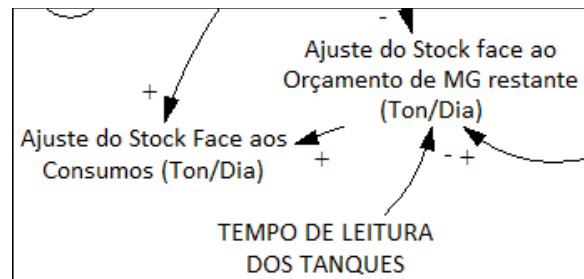 -
Ajuste do Stock face ao
Orçamento de MG restante
(Ton/Dia)
+
Ajuste do Stock Face aos
Consumos (Ton/Dia)
+
- +
TEMPO DE LEITURA
DOS TANQUES